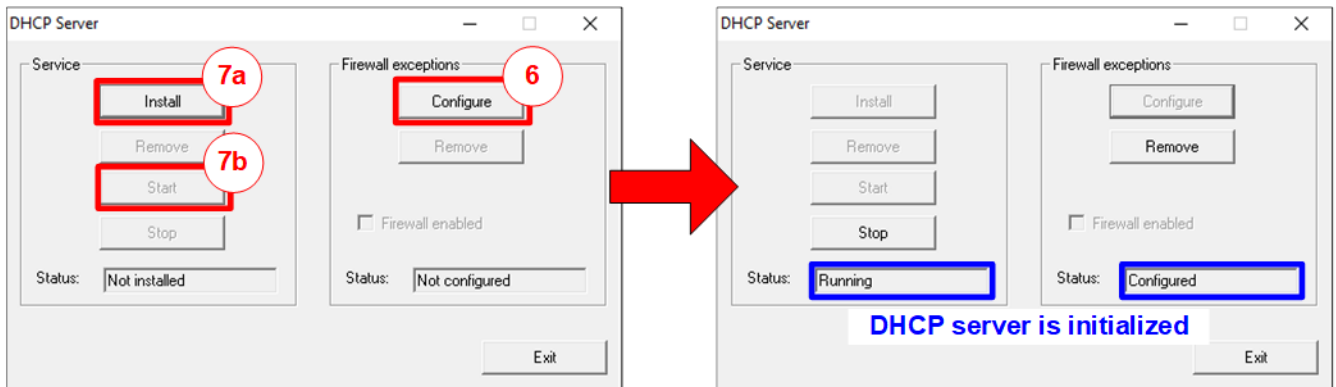 DHCP Server
Service
Firewall exceptions
7a
6
Install
Configure
Remove
Remove
7b
Start
Firewall enabled
Stop
Status: Not installed
Status: Not configured
Exit
DHCP Server
Service
Firewall exceptions
Install
Configure
Remove
Remove
Start
Firewall enabled
Stop
Status: Running
Status: Configured
DHCP server is initialized
Exit